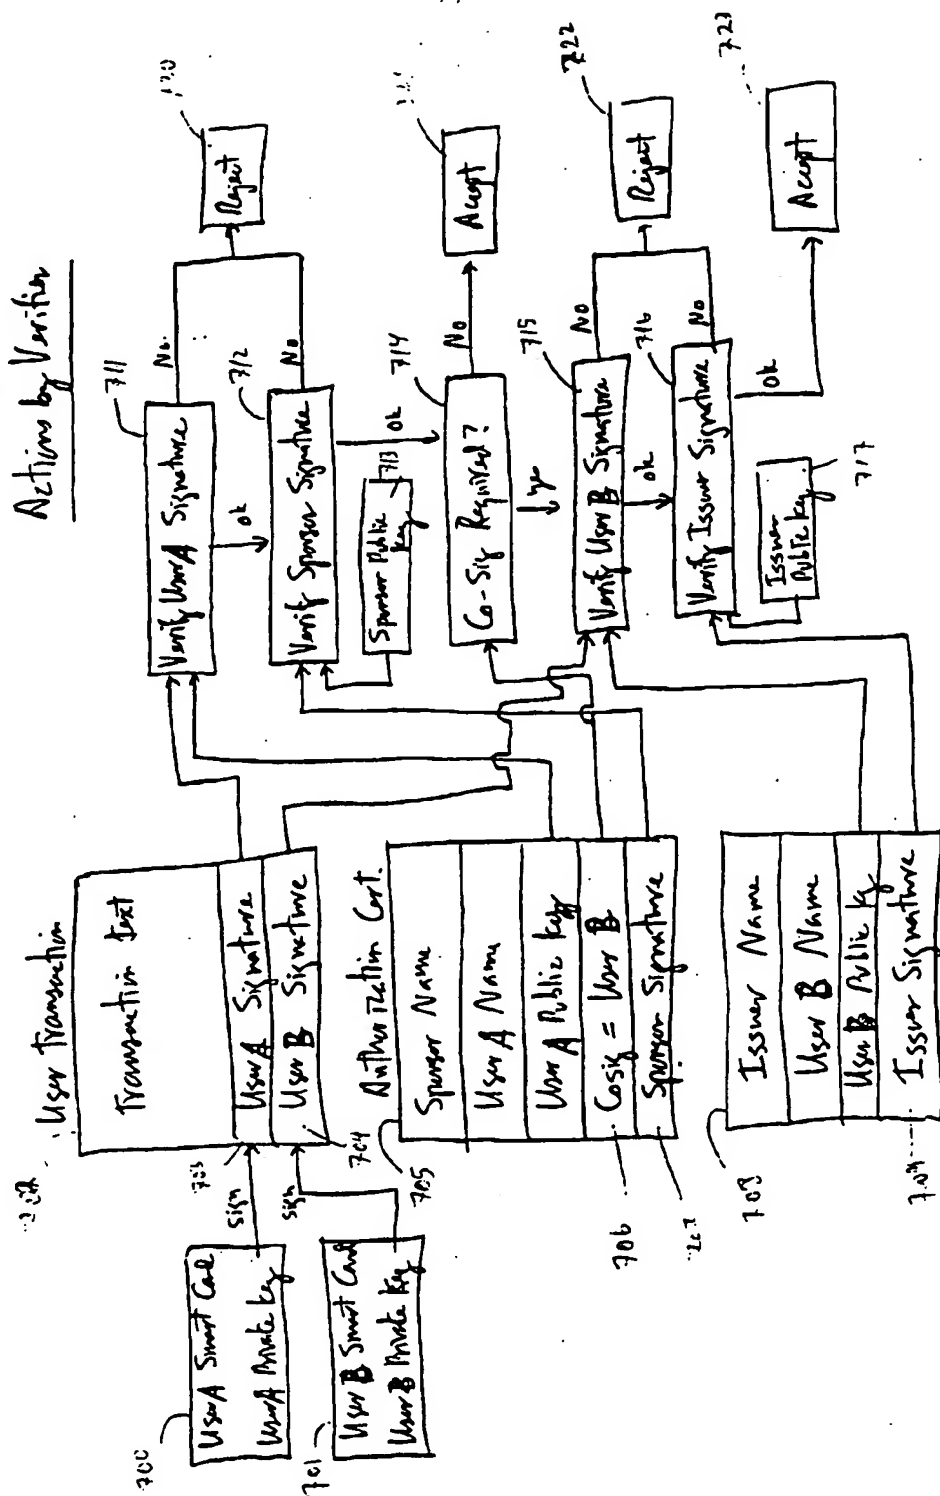 Actions by Verifier
700
User A Smart Card
User A Private key
701
User B Smart Card
User B Private key
sign
sign
User Transaction
Transaction text
703
User A Signature
User B Signature
704
Authorization Cert.
705
Sponsor Name
User A Name
User A Public key
706
Cosig = User B
Sponsor Signature
708
Issuer Name
User B Name
User B Public ky
Issuer Signature
709
711
Verify User A Signature
No.
ok
712
Verify Sponsor Signature
No
ok
713
Sponsor Public
key
714
Co-Sig Required?
No
yes
715
Verify User B Signature
No
ok
716
Verify Issuer Signature
No
ok
717
Issuer
Public key
Reject
Accept
722
Reject
723
Accept